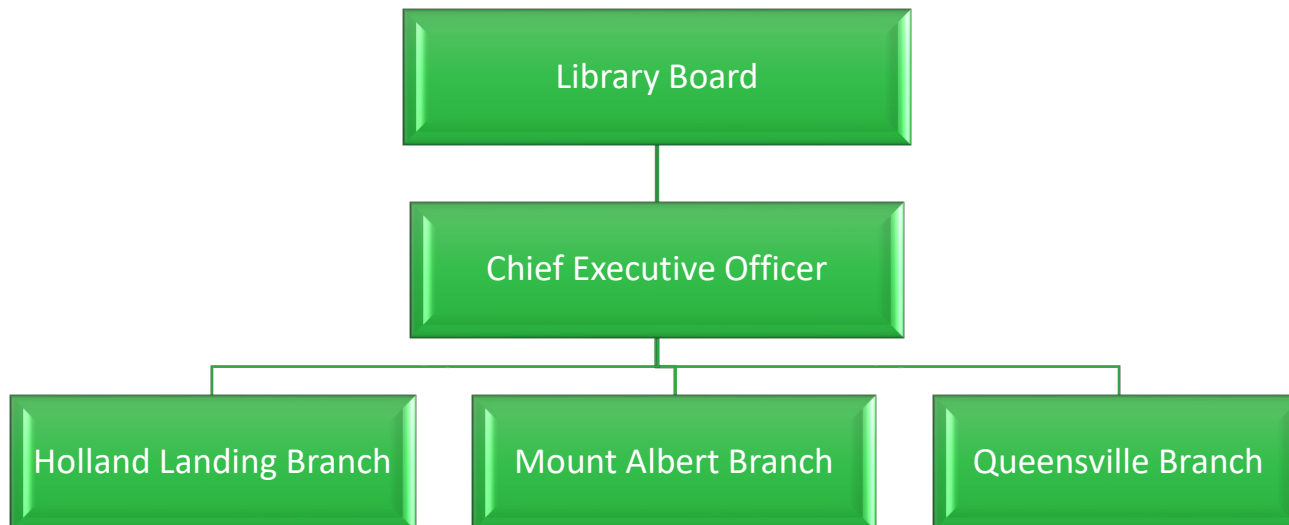 Library Board
Chief Executive Officer
Holland Landing Branch
Mount Albert Branch
Queensville Branch